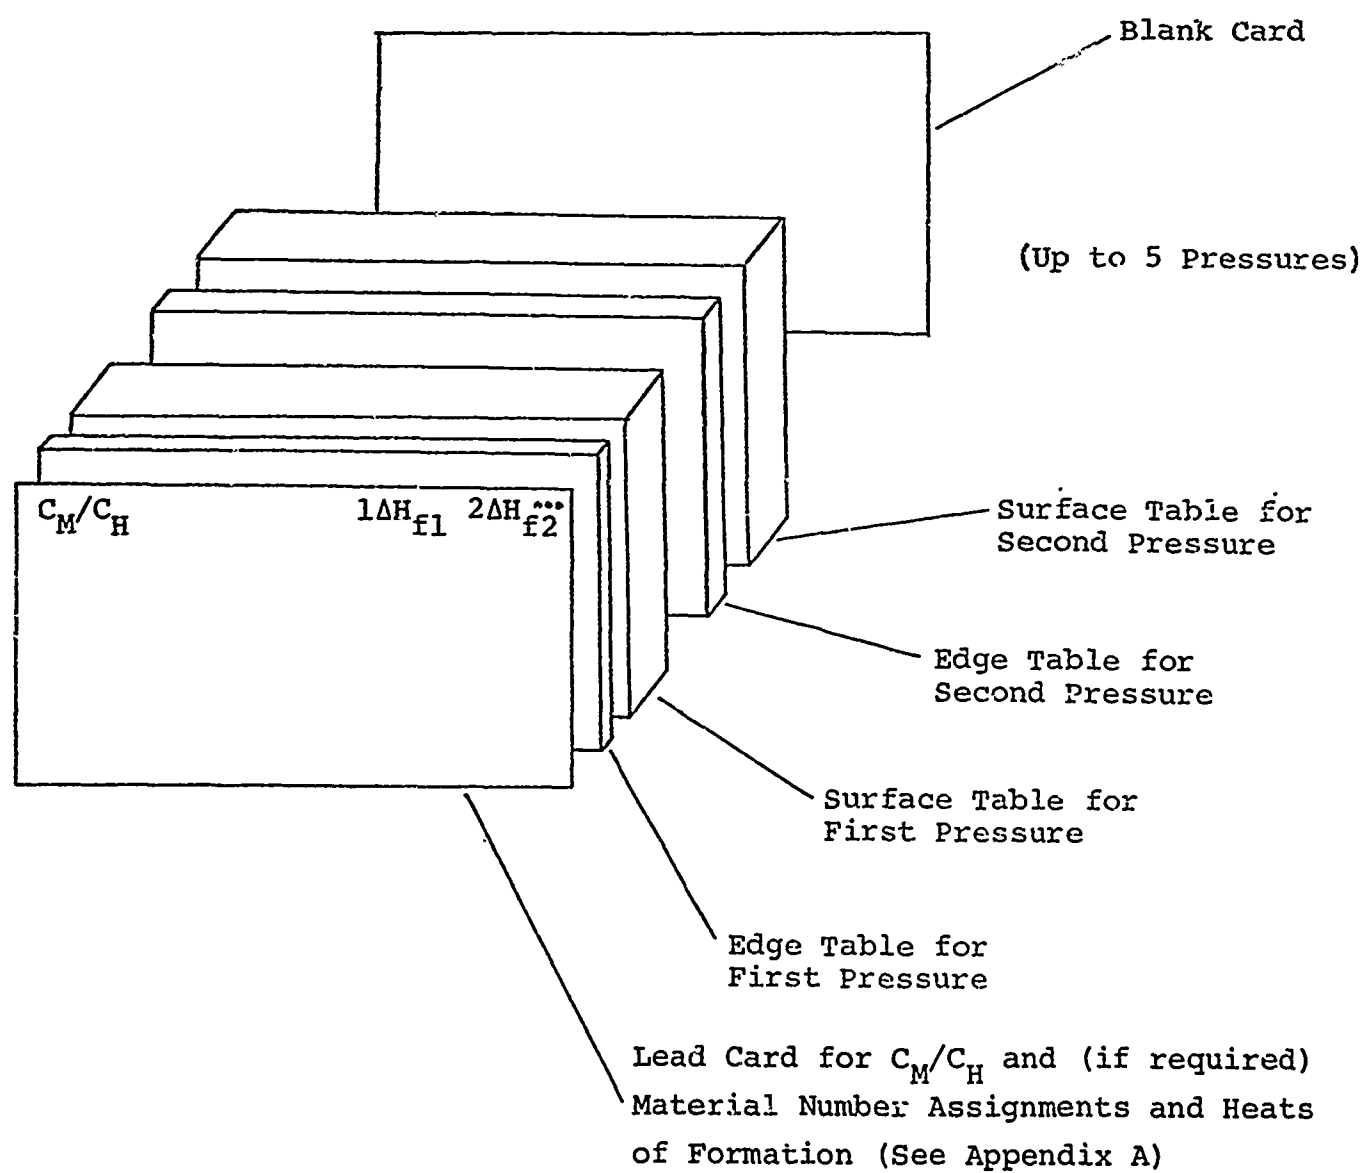 Blank Card
(Up to 5 Pressures)
C_M/C_H 1ΔH_f1 2ΔH_f2...
Surface Table for
Second Pressure
Edge Table for
Second Pressure
Surface Table for
First Pressure
Edge Table for
First Pressure
Lead Card for C_M/C_H and (if required)
Material Number Assignments and Heats
of Formation (See Appendix A)